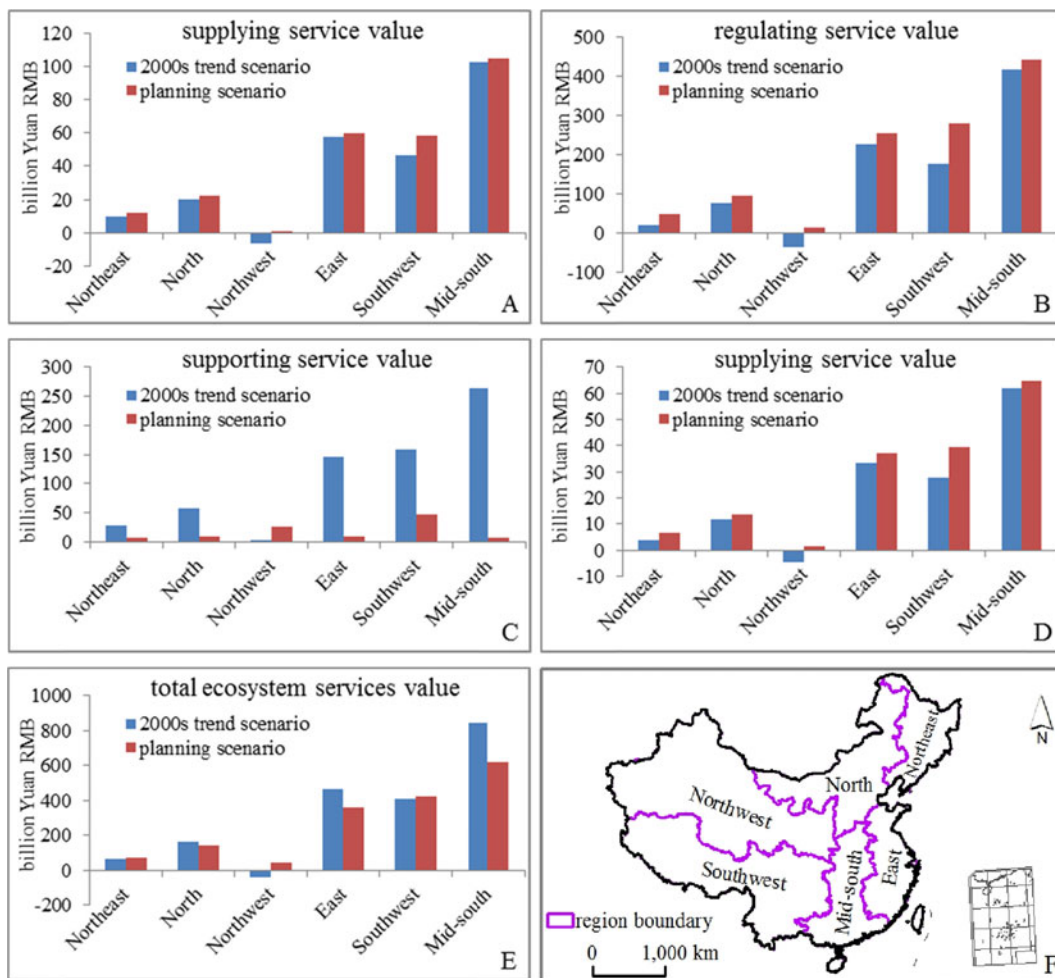 supplying service value
120
100
80
60
40
20
0
-20
billion Yuan RMB
2000s trend scenario
planning scenario
Northeast
North
Northwest
East
Southwest
Mid-south
A
regulating service value
500
400
300
200
100
0
-100
billion Yuan RMB
2000s trend scenario
planning scenario
Northeast
North
Northwest
East
Southwest
Mid-south
B
supporting service value
300
250
200
150
100
50
0
billion Yuan RMB
2000s trend scenario
planning scenario
Northeast
North
Northwest
East
Southwest
Mid-south
C
supplying service value
70
60
50
40
30
20
10
0
-10
billion Yuan RMB
2000s trend scenario
planning scenario
Northeast
North
Northwest
East
Southwest
Mid-south
D
total ecosystem services value
1000
800
600
400
200
0
-200
billion Yuan RMB
2000s trend scenario
planning scenario
Northeast
North
Northwest
East
Southwest
Mid-south
E
N
Northeast
North
Northwest
Southwest
Mid-south
East
region boundary
0 1,000 km
F